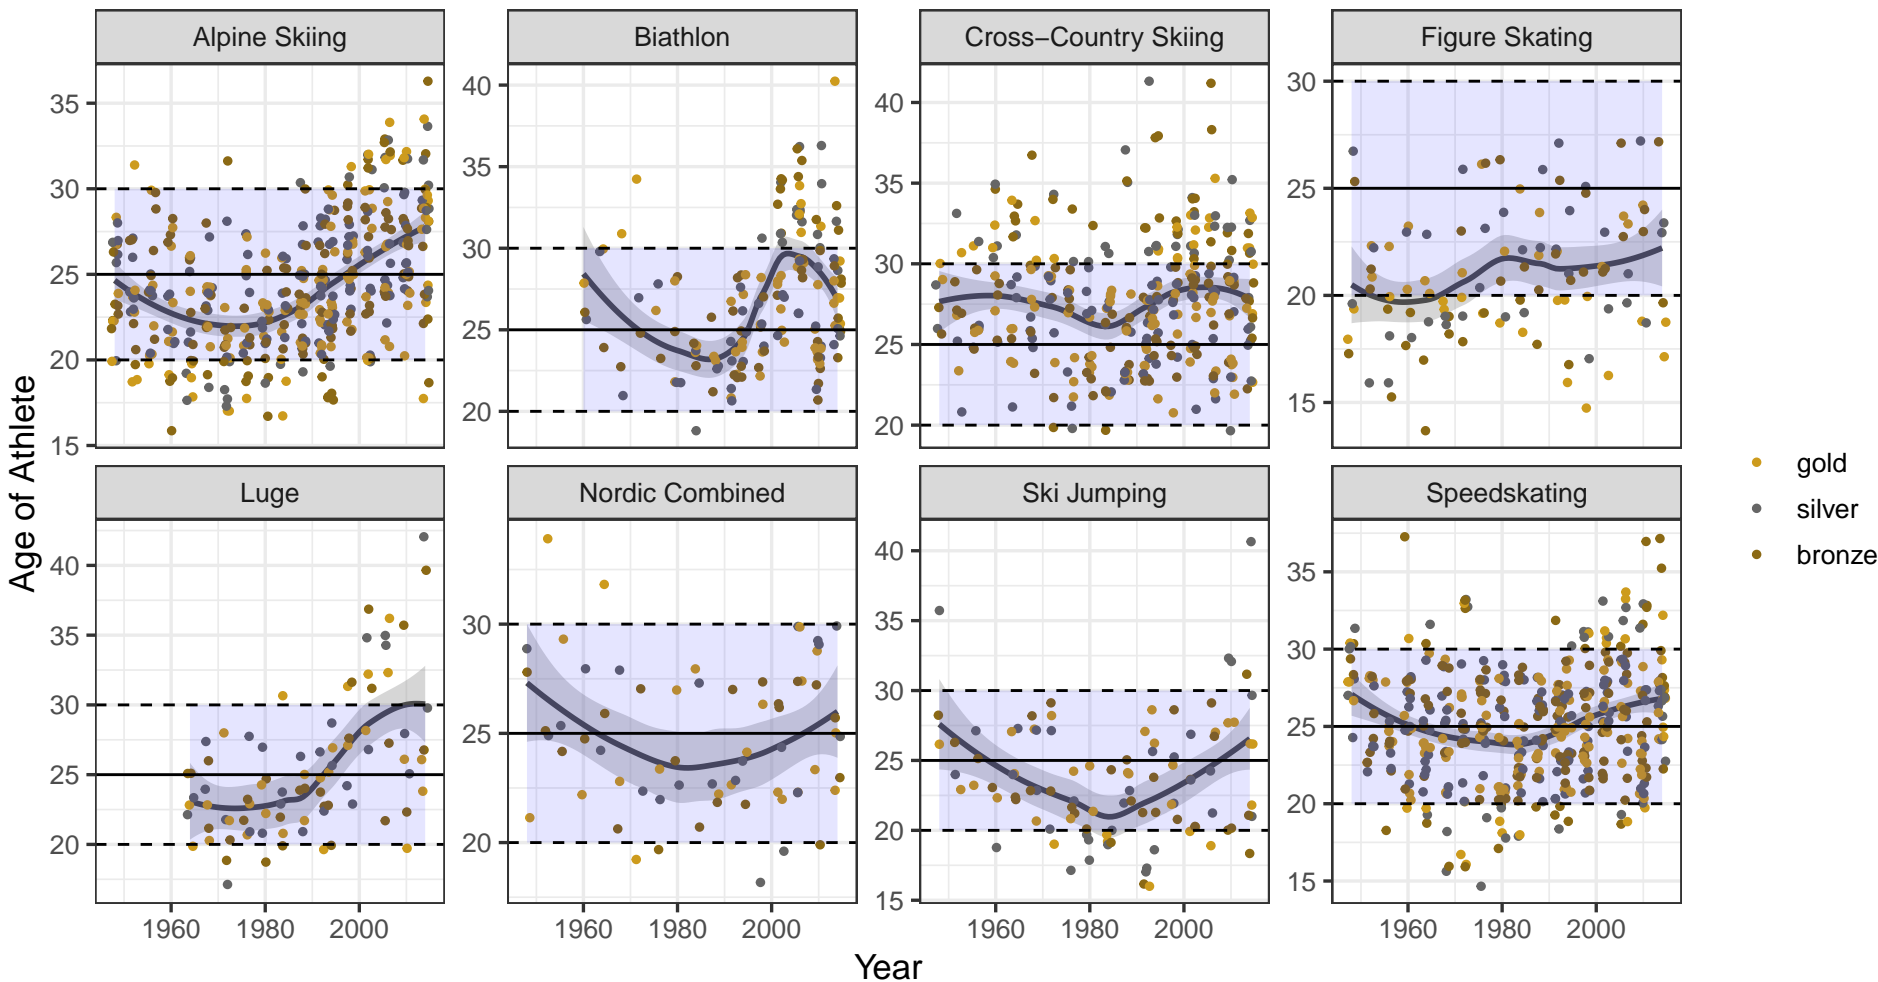 Alpine Skiing
Biathlon
Cross−Country Skiing
Figure Skating
35
30
25
20
15
40
35
30
25
20
40
35
30
25
20
30
25
20
15
Luge
Nordic Combined
Ski Jumping
Speedskating
40
35
30
25
20
30
25
20
40
35
30
25
20
15
35
30
25
20
15
1960 1980 2000
1960 1980 2000
1960 1980 2000
1960 1980 2000
Year
Age of Athlete
gold
silver
bronze